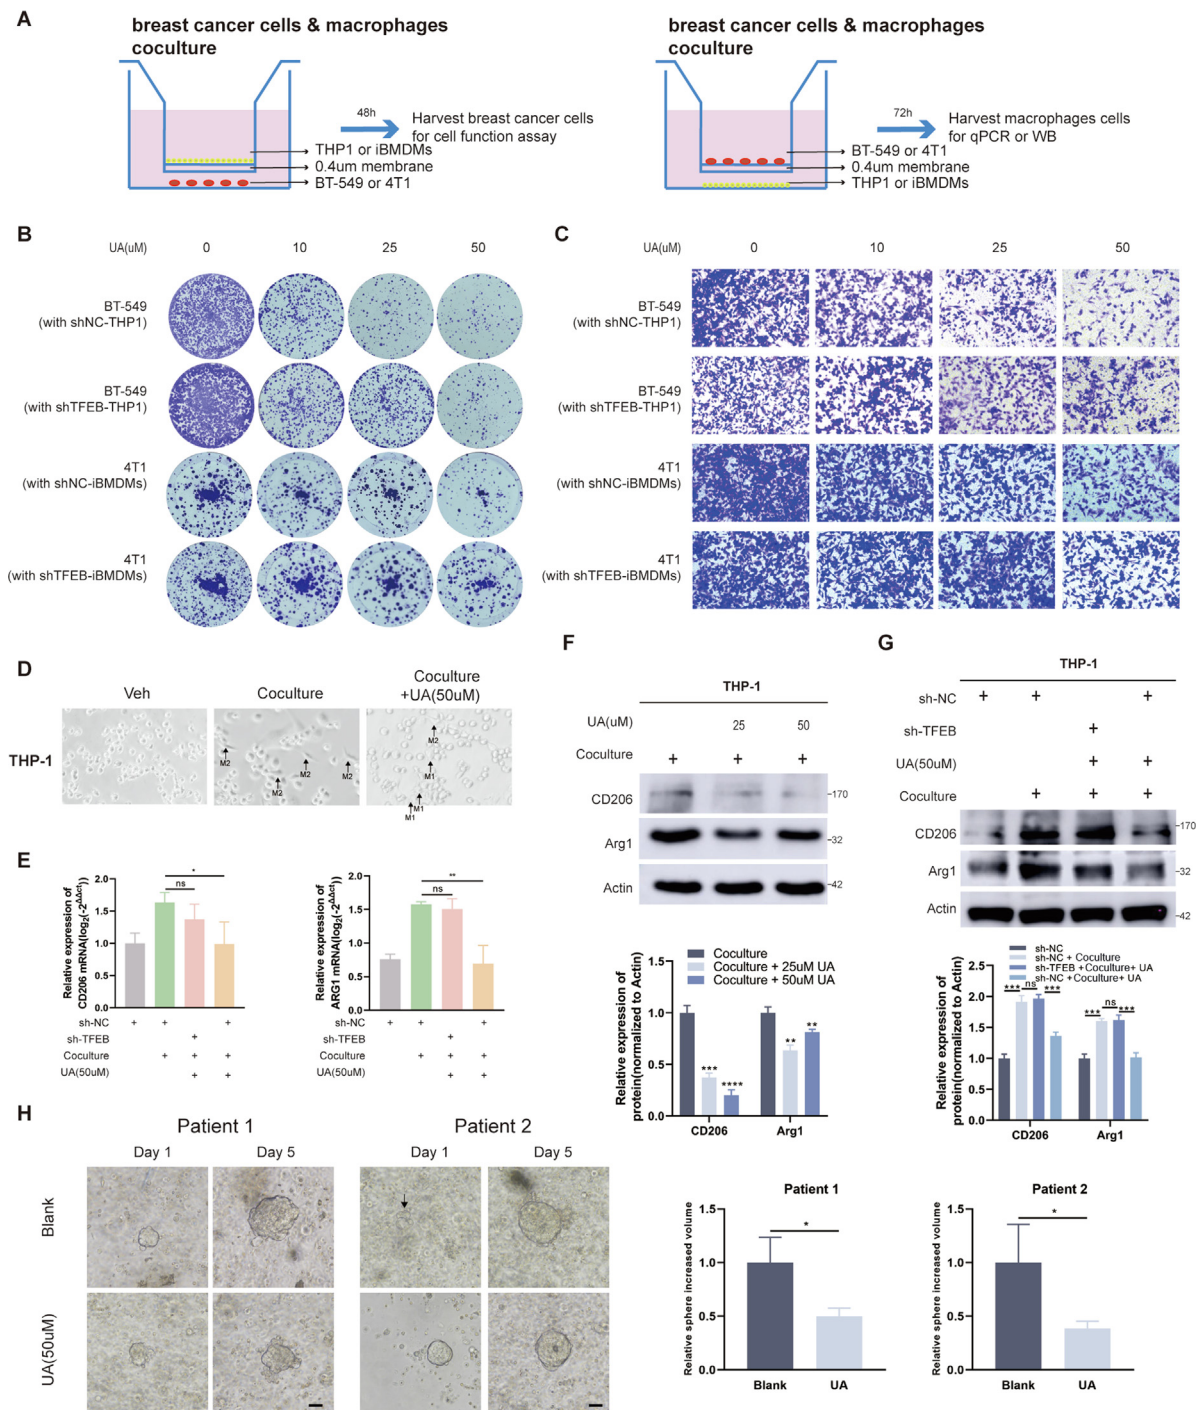 A
breast cancer cells & macrophages
coculture
48h
Harvest breast cancer cells
for cell function assay
THP1 or iBMDMs
0.4um membrane
BT-549 or 4T1
breast cancer cells & macrophages
coculture
72h
Harvest macrophages cells
for qPCR or WB
BT-549 or 4T1
0.4um membrane
THP1 or iBMDMs
B
UA(uM) 0 10 25 50
BT-549
(with shNC-THP1)
BT-549
(with shTFEB-THP1)
4T1
(with shNC-iBMDMs)
4T1
(with shTFEB-iBMDMs)
C
UA(uM) 0 10 25 50
BT-549
(with shNC-THP1)
BT-549
(with shTFEB-THP1)
4T1
(with shNC-iBMDMs)
4T1
(with shTFEB-iBMDMs)
D
Veh
Coculture
Coculture
+UA(50uM)
THP-1
M2
M2
M2
M2
M2
M1
M1
M1
E
Relative expression of
CD206 mRNA(log2(-2^ΔΔct))
2.0
1.5
1.0
0.5
0.0
*
ns
sh-NC + + +
sh-TFEB +
Coculture + + +
UA(50uM) + +
Relative expression of
ARG1 mRNA(log2(-2^ΔΔct))
2.0
1.5
1.0
0.5
0.0
**
ns
sh-NC + + +
sh-TFEB +
Coculture + + +
UA(50uM) + +
F
THP-1
UA(uM) 25 50
Coculture + + +
CD206 -170
Arg1 -32
Actin -42
Coculture
Coculture + 25uM UA
Coculture + 50uM UA
Relative expression of
protein(normalized to Actin)
1.5
1.0
0.5
0.0
***
****
**
**
CD206 Arg1
G
THP-1
sh-NC + + +
sh-TFEB +
UA(50uM) + +
Coculture + + +
CD206 -170
Arg1 -32
Actin -42
sh-NC
sh-NC + Coculture
sh-TFEB +Coculture+ UA
sh-NC +Coculture+ UA
Relative expression of
protein(normalized to Actin)
2.5
2.0
1.5
1.0
0.5
0.0
*** ns *** *** ns ***
CD206 Arg1
H
Patient 1 Patient 2
Day 1 Day 5 Day 1 Day 5
Blank
UA(50uM)
Patient 1
Relative sphere increased volume
1.5
1.0
0.5
0.0
*
Blank UA
Patient 2
Relative sphere increased volume
1.5
1.0
0.5
0.0
*
Blank UA